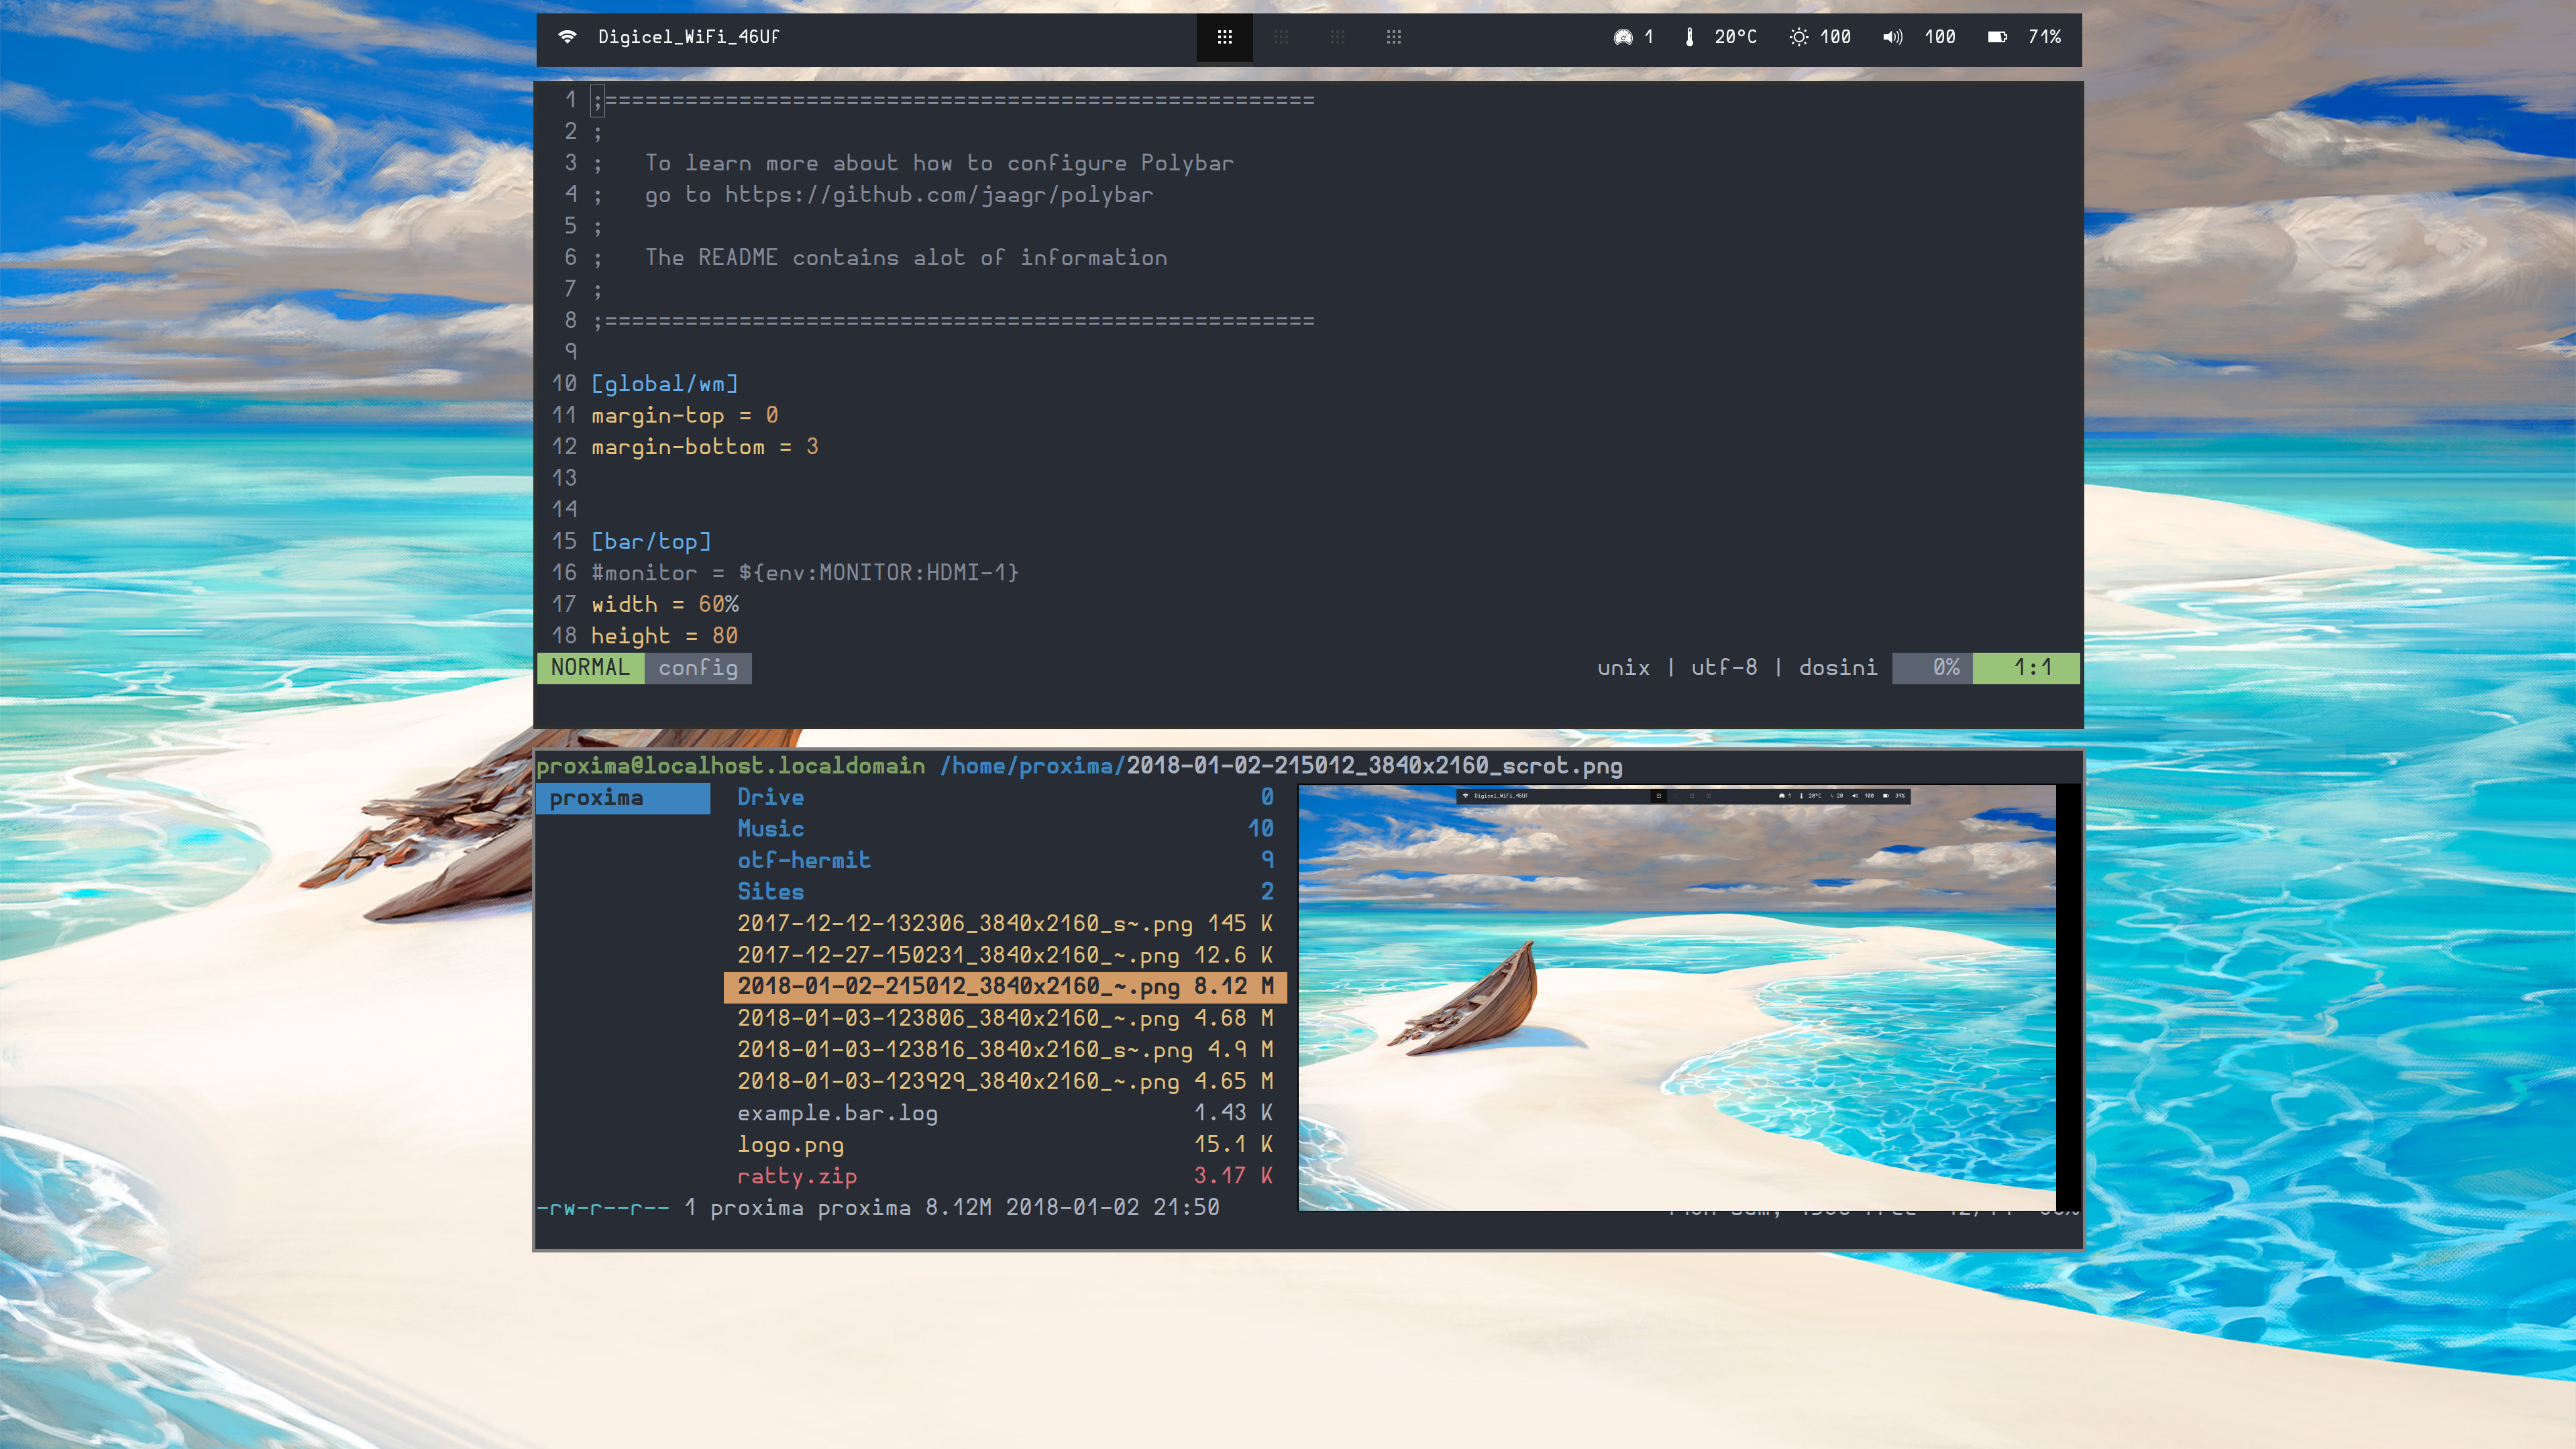 Digicel_WiFi_46Uf 1 20°C 100 100 71%
1 ;=====================================================
2 ;
3 ;   To learn more about how to configure Polybar
4 ;   go to https://github.com/jaagr/polybar
5 ;
6 ;   The README contains alot of information
7 ;
8 ;=====================================================
9
10 [global/wm]
11 margin-top = 0
12 margin-bottom = 3
13
14
15 [bar/top]
16 #monitor = ${env:MONITOR:HDMI-1}
17 width = 60%
18 height = 80
NORMAL config unix | utf-8 | dosini 0% 1:1
proxima@localhost.localdomain /home/proxima/2018-01-02-215012_3840x2160_scrot.png
proxima Drive 0
Music 10
otf-hermit 9
Sites 2
2017-12-12-132306_3840x2160_s~.png 145 K
2017-12-27-150231_3840x2160_~.png 12.6 K
2018-01-02-215012_3840x2160_~.png 8.12 M
2018-01-03-123806_3840x2160_~.png 4.68 M
2018-01-03-123816_3840x2160_s~.png 4.9 M
2018-01-03-123929_3840x2160_~.png 4.65 M
example.bar.log 1.43 K
logo.png 15.1 K
ratty.zip 3.17 K
-rw-r--r-- 1 proxima proxima 8.12M 2018-01-02 21:50
Digicel_WiFi_46Uf 1 20°C 20 100 39%